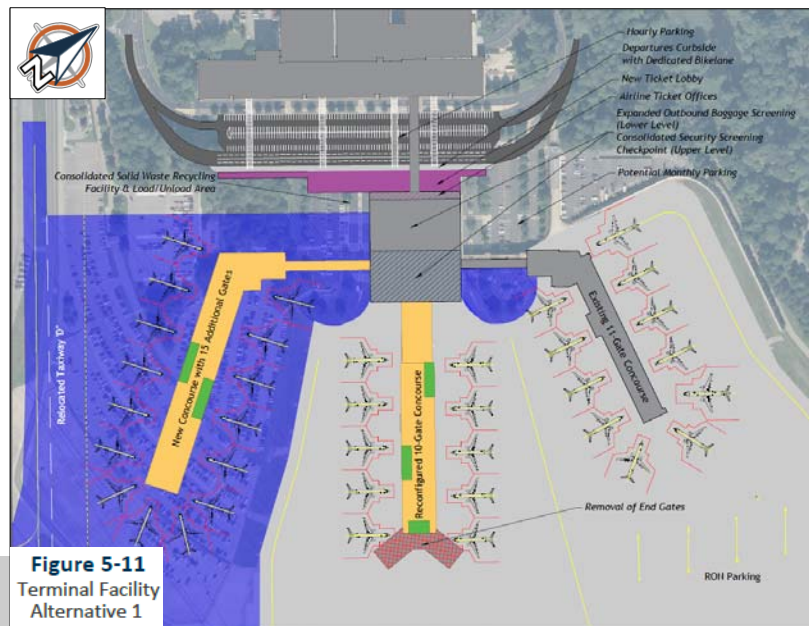 Hourly Parking
Departures Curbside
with Dedicated Bikelane
New Ticket Lobby
Airline Ticket Offices
Expanded Outbound Baggage Screening
(Lower Level)
Consolidated Security Screening
Checkpoint (Upper Level)
Consolidated Solid Waste Recycling
Facility & Load/Unload Area
Potential Monthly Parking
Relocated Taxiway 'D'
New Concourse with 15 Additional Gates
Reconfigured 10-Gate Concourse
Existing 11-Gate Concourse
Removal of End Gates
RON Parking
Figure 5-11
Terminal Facility
Alternative 1